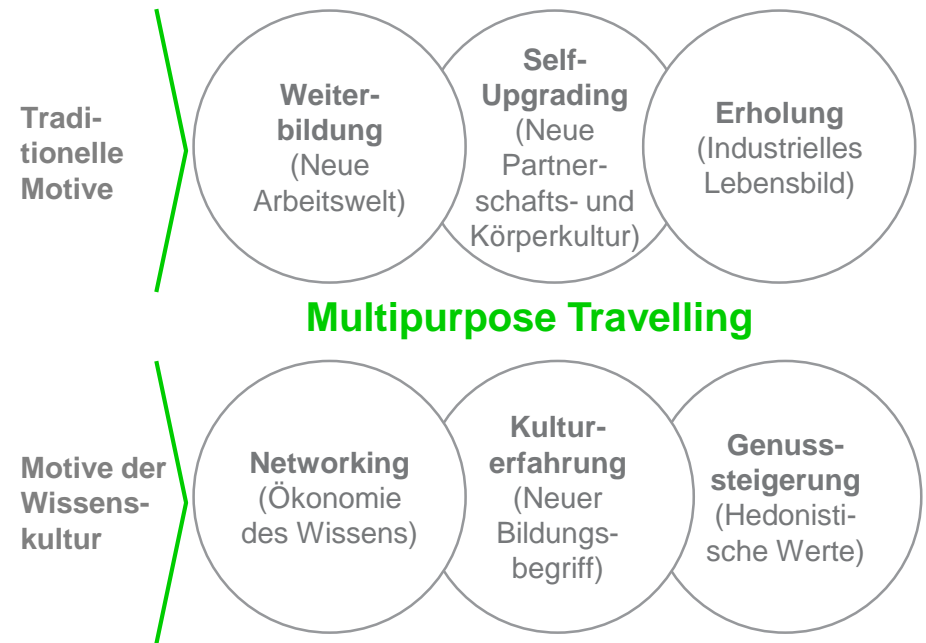 Tradi-
tionelle
Motive
Weiter-
bildung
(Neue
Arbeitswelt)
Self-
Upgrading
(Neue
Partner-
schafts- und
Körperkultur)
Erholung
(Industrielles
Lebensbild)
Multipurpose Travelling
Motive der
Wissens-
kultur
Networking
(Ökonomie
des Wissens)
Kultur-
erfahrung
(Neuer
Bildungs-
begriff)
Genuss-
steigerung
(Hedonisti-
sche Werte)